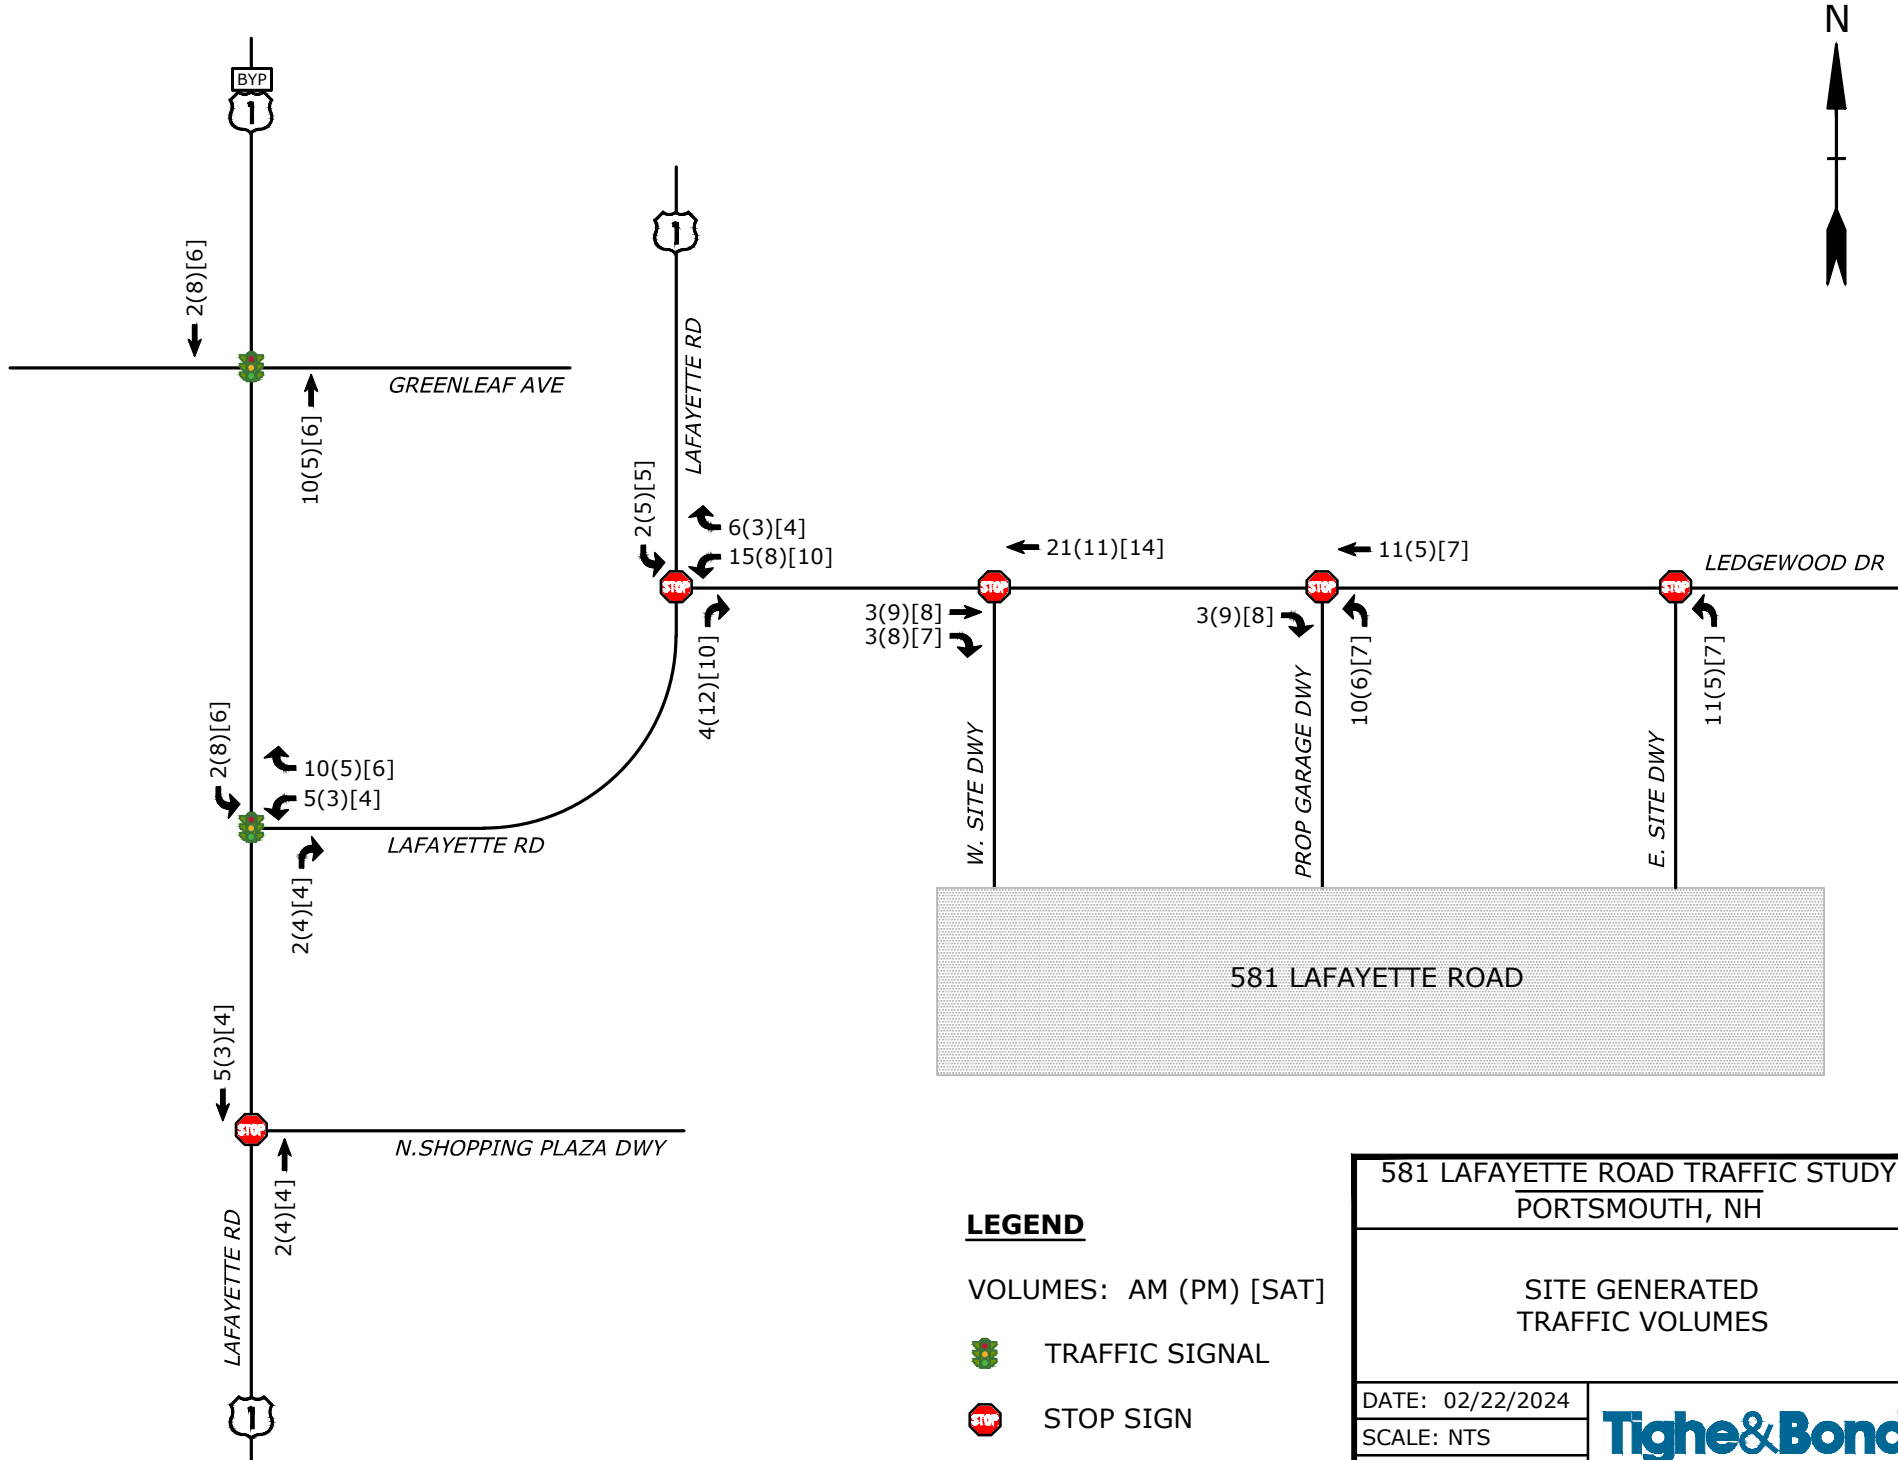 N
BYP
1
1
2(8)[6]
GREENLEAF AVE
10(5)[6]
LAFAYETTE RD
2(5)[5]
6(3)[4]
15(8)[10]
21(11)[14]
11(5)[7]
LEDGEWOOD DR
STOP
STOP
STOP
STOP
3(9)[8]
3(8)[7]
3(9)[8]
4(12)[10]
10(6)[7]
11(5)[7]
W. SITE DWY
PROP GARAGE DWY
E. SITE DWY
2(8)[6]
10(5)[6]
5(3)[4]
LAFAYETTE RD
2(4)[4]
581 LAFAYETTE ROAD
5(3)[4]
STOP
N.SHOPPING PLAZA DWY
2(4)[4]
LAFAYETTE RD
1
LEGEND
VOLUMES: AM (PM) [SAT]
TRAFFIC SIGNAL
STOP
STOP SIGN
581 LAFAYETTE ROAD TRAFFIC STUDY
PORTSMOUTH, NH
SITE GENERATED
TRAFFIC VOLUMES
DATE: 02/22/2024
SCALE: NTS
Tighe&Bond